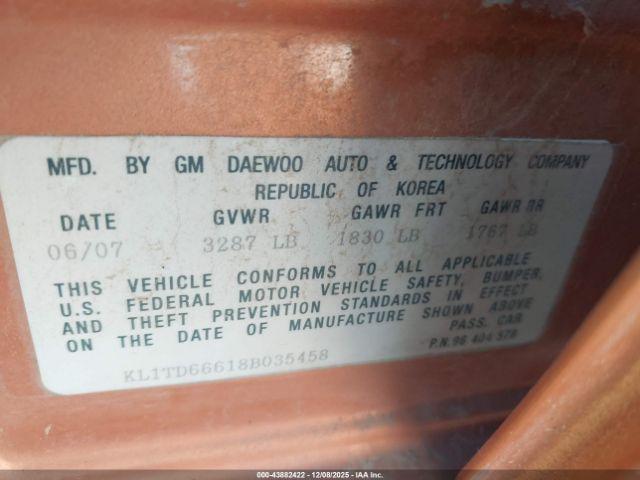 MFD. BY GM DAEWOO AUTO & TECHNOLOGY COMPANY
REPUBLIC OF KOREA
DATE GVWR GAWR FRT GAWR RR
06/07 3287 LB 1830 LB 1767 LB
THIS VEHICLE CONFORMS TO ALL APPLICABLE
U.S. FEDERAL MOTOR VEHICLE SAFETY, BUMPER,
AND THEFT PREVENTION STANDARDS IN EFFECT
ON THE DATE OF MANUFACTURE SHOWN ABOVE
PASS. CAR
KL1TD66618B035458 P.N. 96 404 578
000-43882422 - 12/08/2025 - IAA Inc.